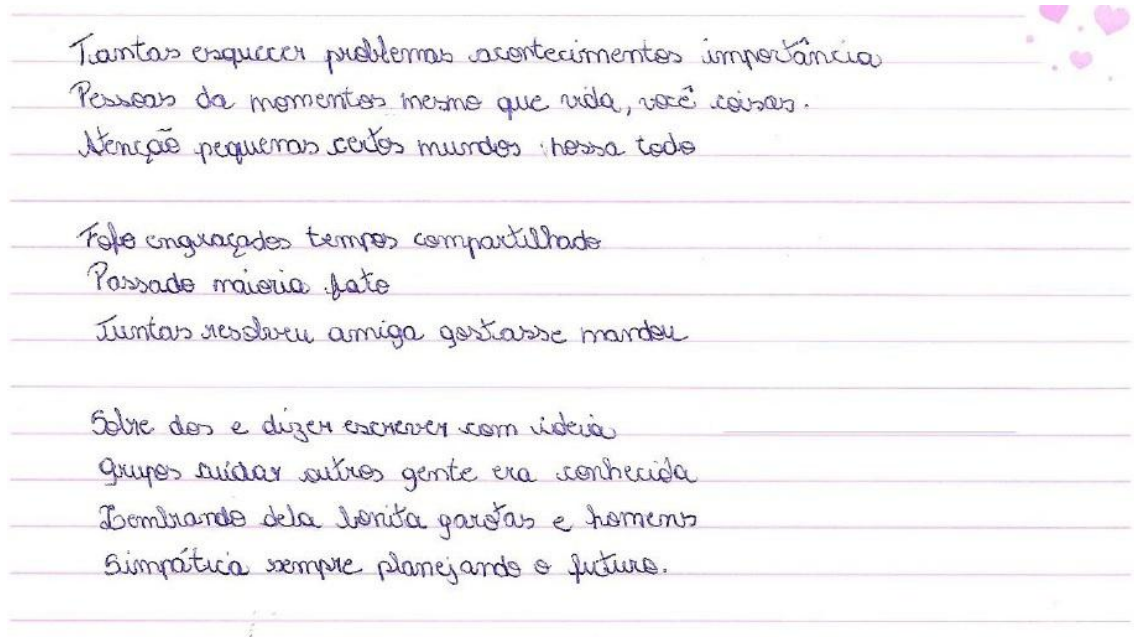 Tantas esquecer problemas acontecimentos importância
Pessoas da momentos mesmo que vida, você coisas.
Atenção pequenas certos mundos nossa todo
Fofo engraçados tempos compartilhado
Passado maioria fato
Juntas resolveu amiga gostasse mandou
Sobre dos e dizer escrever com ideia
Grupos cuidar outros gente era conhecida
Lembrando dela bonita garotas e homens
Simpática sempre planejando o futuro.